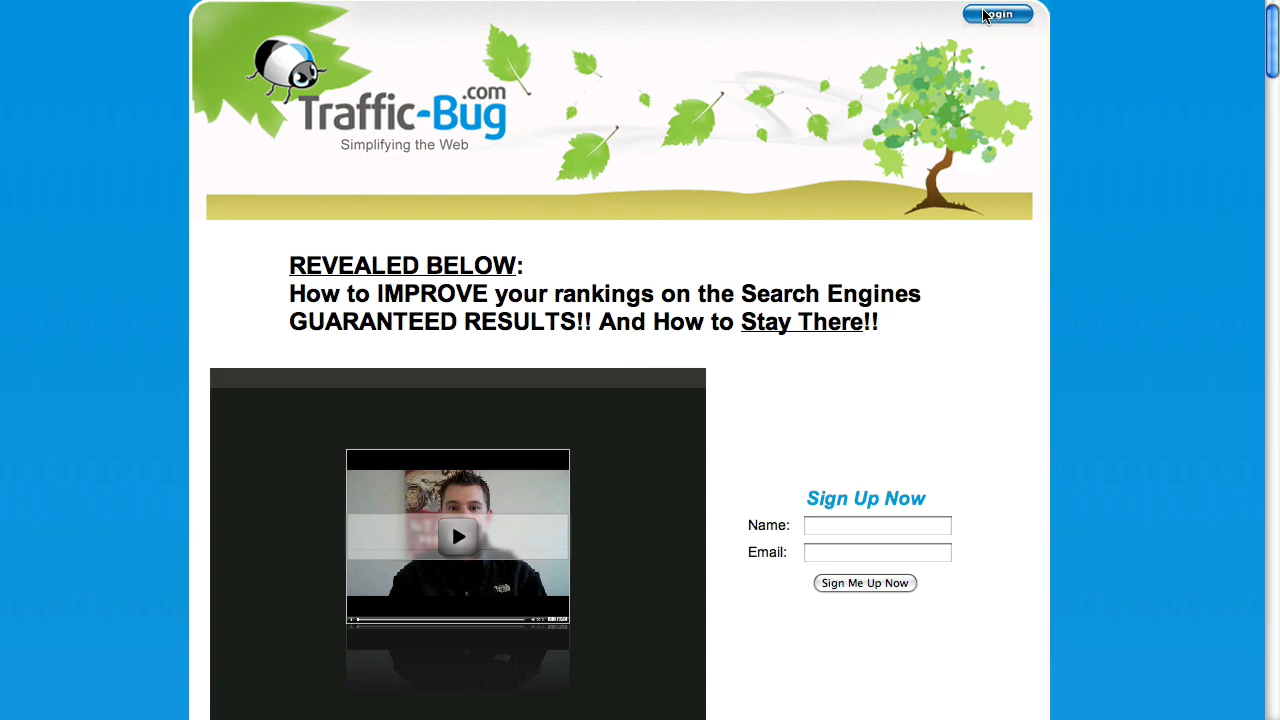 Login
Traffic-Bug.com
Simplifying the Web
REVEALED BELOW:
How to IMPROVE your rankings on the Search Engines
GUARANTEED RESULTS!! And How to Stay There!!
Sign Up Now
Name:
Email:
Sign Me Up Now